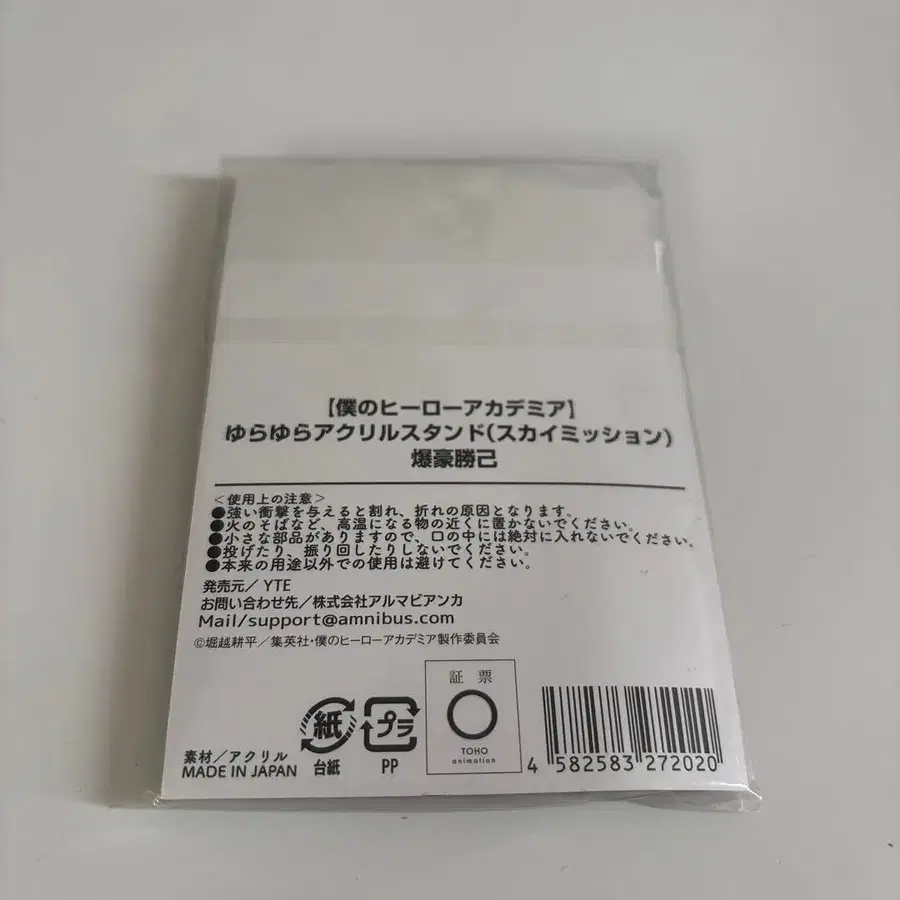 【僕のヒーローアカデミア】
ゆらゆらアクリルスタンド(スカイミッション)
爆豪勝己
＜使用上の注意＞
●強い衝撃を与えると割れ、折れの原因となります。
●火のそばなど、高温になる物の近くに置かないでください。
●小さな部品がありますので、口の中には絶対に入れないでください。
●投げたり、振り回したりしないでください。
●本来の用途以外での使用は避けてください。
発売元／YTE
お問い合わせ先／株式会社アルマビアンカ
Mail/support@amnibus.com
©堀越耕平／集英社・僕のヒーローアカデミア製作委員会
素材／アクリル
MADE IN JAPAN
紙
台紙
プラ
PP
証票
TOHO
animation
4 582583 272020